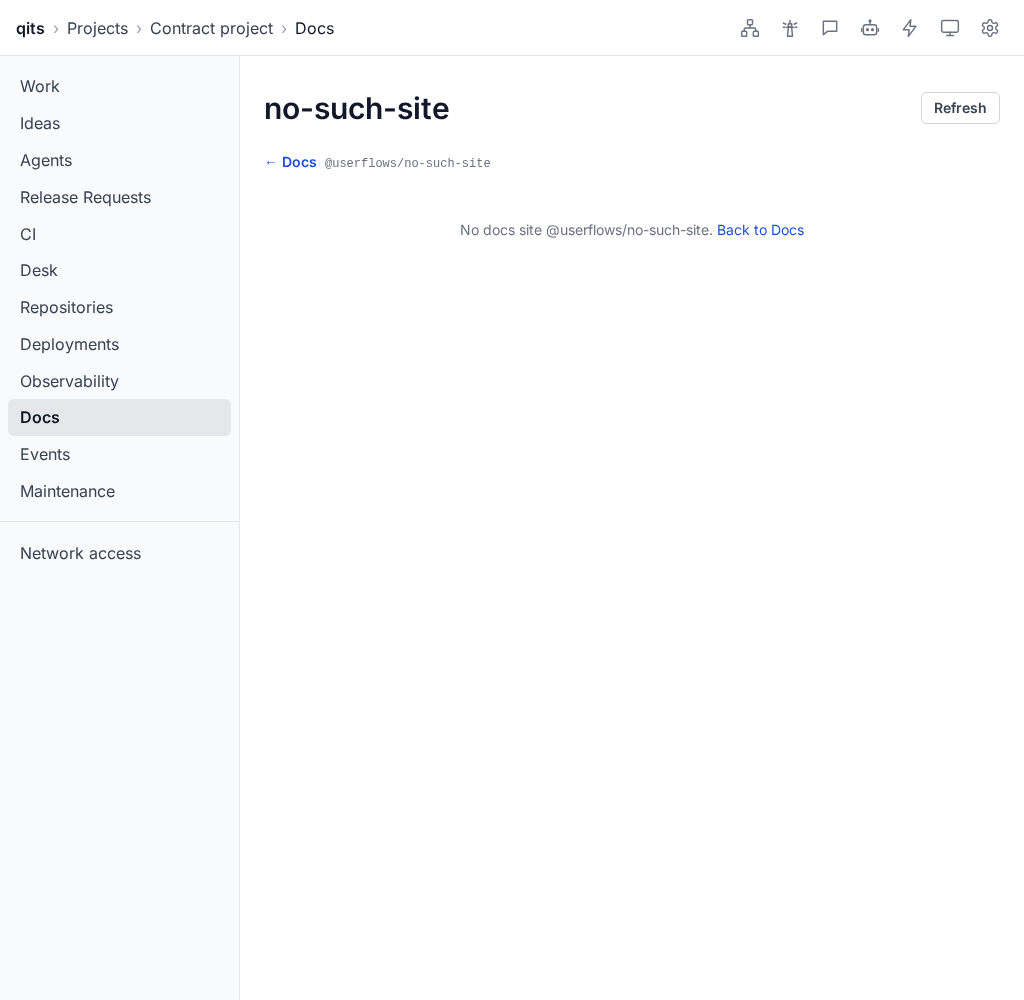 qits › Projects › Contract project › Docs
Work
Ideas
Agents
Release Requests
CI
Desk
Repositories
Deployments
Observability
Docs
Events
Maintenance
Network access
no-such-site
Refresh
← Docs @userflows/no-such-site
No docs site @userflows/no-such-site. Back to Docs